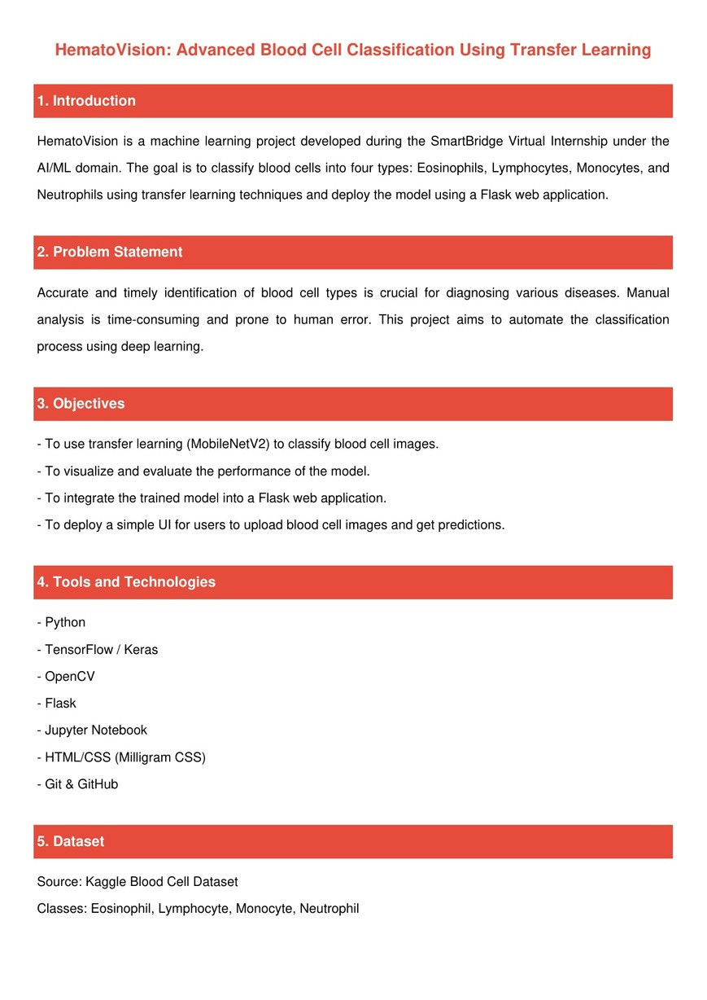 HematoVision: Advanced Blood Cell Classification Using Transfer Learning
1. Introduction
HematoVision is a machine learning project developed during the SmartBridge Virtual Internship under the
AI/ML domain. The goal is to classify blood cells into four types: Eosinophils, Lymphocytes, Monocytes, and
Neutrophils using transfer learning techniques and deploy the model using a Flask web application.
2. Problem Statement
Accurate and timely identification of blood cell types is crucial for diagnosing various diseases. Manual
analysis is time-consuming and prone to human error. This project aims to automate the classification
process using deep learning.
3. Objectives
- To use transfer learning (MobileNetV2) to classify blood cell images.
- To visualize and evaluate the performance of the model.
- To integrate the trained model into a Flask web application.
- To deploy a simple UI for users to upload blood cell images and get predictions.
4. Tools and Technologies
- Python
- TensorFlow / Keras
- OpenCV
- Flask
- Jupyter Notebook
- HTML/CSS (Milligram CSS)
- Git & GitHub
5. Dataset
Source: Kaggle Blood Cell Dataset
Classes: Eosinophil, Lymphocyte, Monocyte, Neutrophil